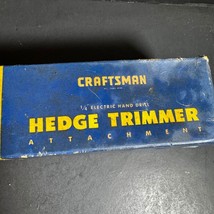 CRAFTSMAN
¼ ELECTRIC HAND DRILL
HEDGE TRIMMER
ATTACHMENT